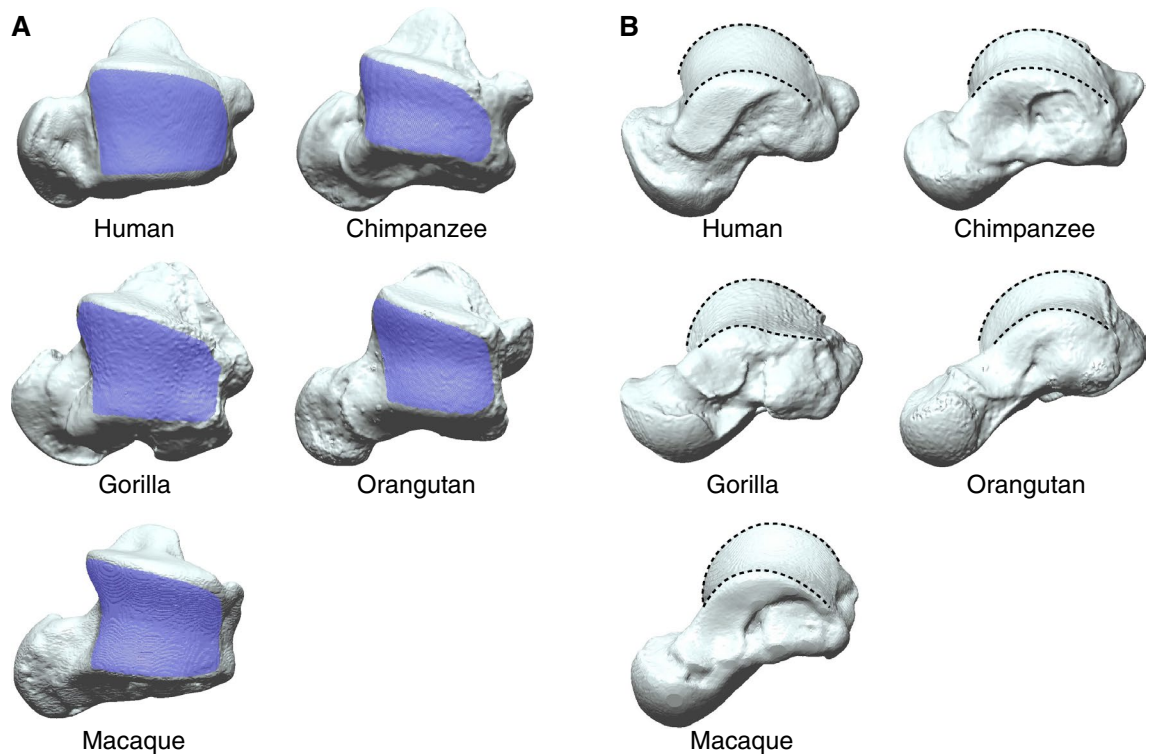 A
B
Human
Chimpanzee
Human
Chimpanzee
Gorilla
Orangutan
Gorilla
Orangutan
Macaque
Macaque